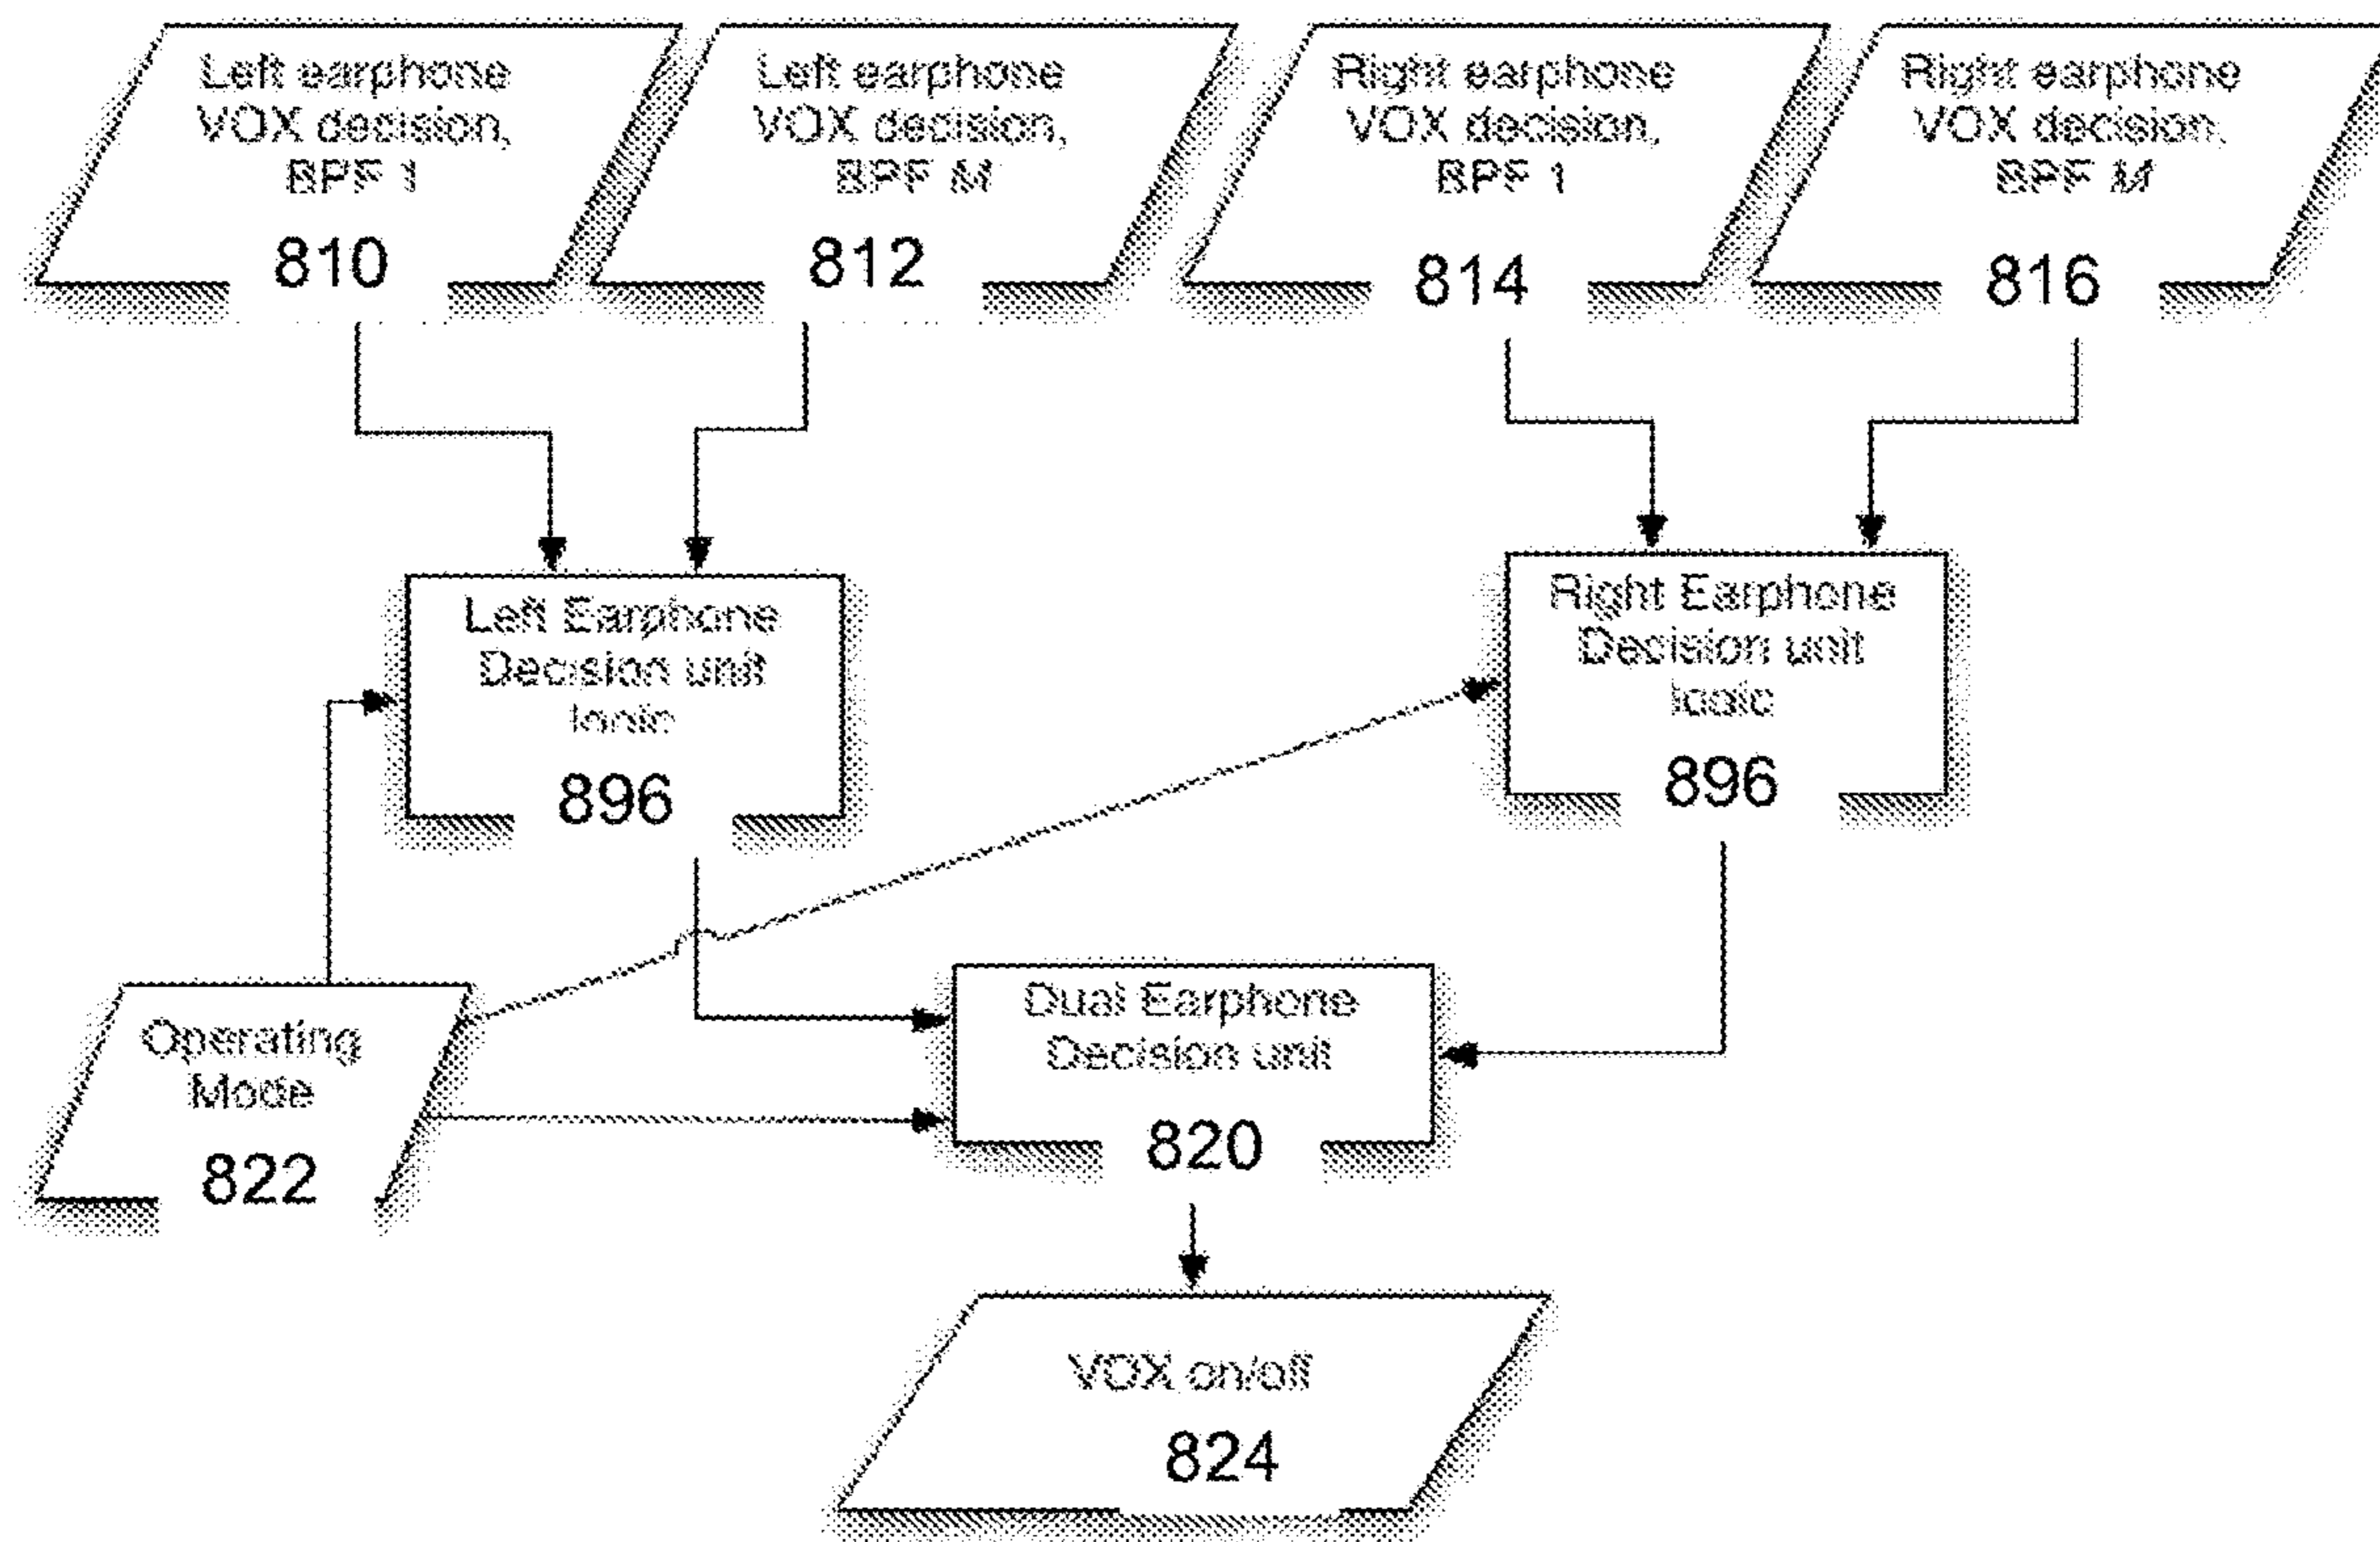 Left earphone
VOX decision,
BPF 1
810
Left earphone
VOX decision,
BPF M
812
Right earphone
VOX decision,
BPF 1
814
Right earphone
VOX decision,
BPF M
816
Left Earphone
Decision unit
logic
896
Right Earphone
Decision unit
logic
896
Operating
Mode
822
Dual Earphone
Decision unit
820
VOX on/off
824